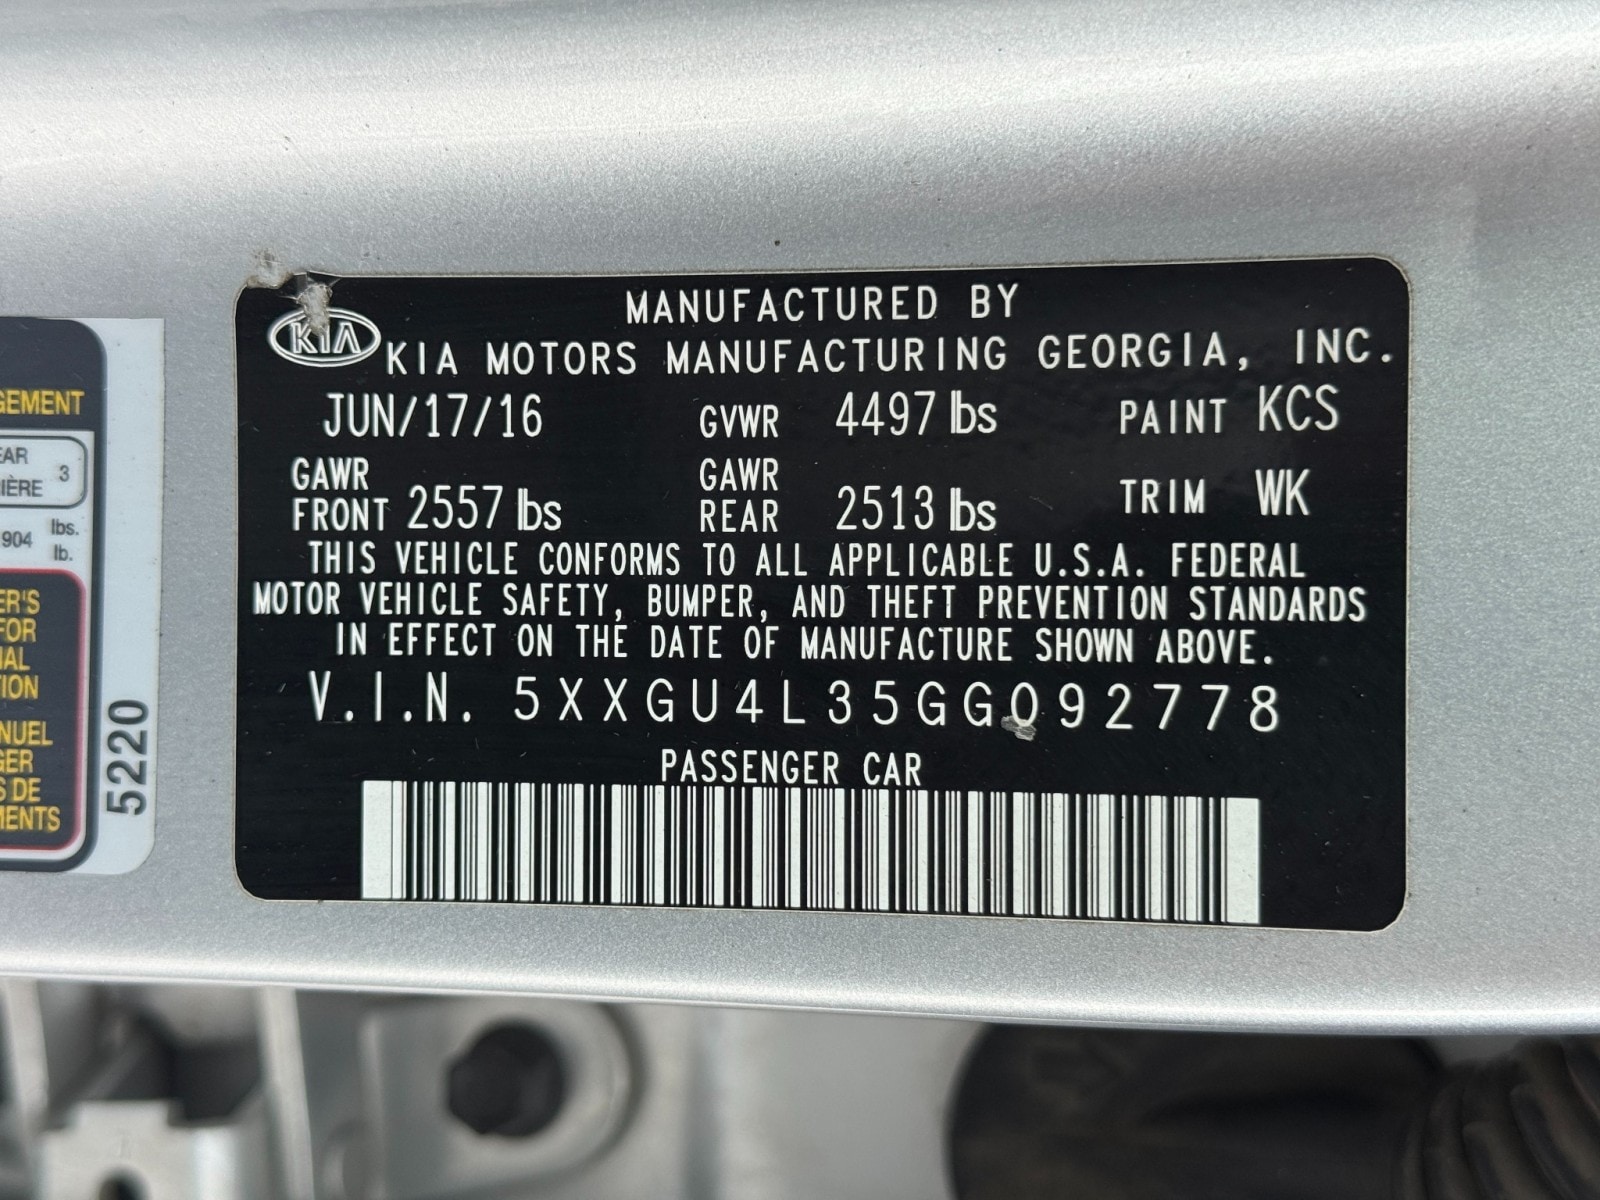 GEMENT
EAR
IÈRE 3
904 lbs.
lb.
ER'S
FOR
NAL
TION
NUEL
GER
S DE
MENTS
5220
MANUFACTURED BY
KIA KIA MOTORS MANUFACTURING GEORGIA, INC.
JUN/17/16 GVWR 4497 lbs PAINT KCS
GAWR FRONT 2557 lbs GAWR REAR 2513 lbs TRIM WK
THIS VEHICLE CONFORMS TO ALL APPLICABLE U.S.A. FEDERAL
MOTOR VEHICLE SAFETY, BUMPER, AND THEFT PREVENTION STANDARDS
IN EFFECT ON THE DATE OF MANUFACTURE SHOWN ABOVE.
V.I.N. 5XXGU4L35GG092778
PASSENGER CAR